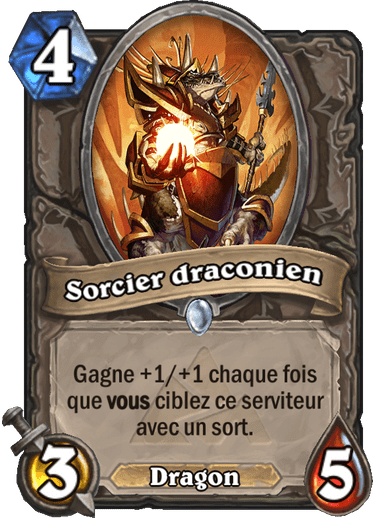 4
Sorcier draconien
Gagne +1/+1 chaque fois
que vous ciblez ce serviteur
avec un sort.
3
Dragon
5